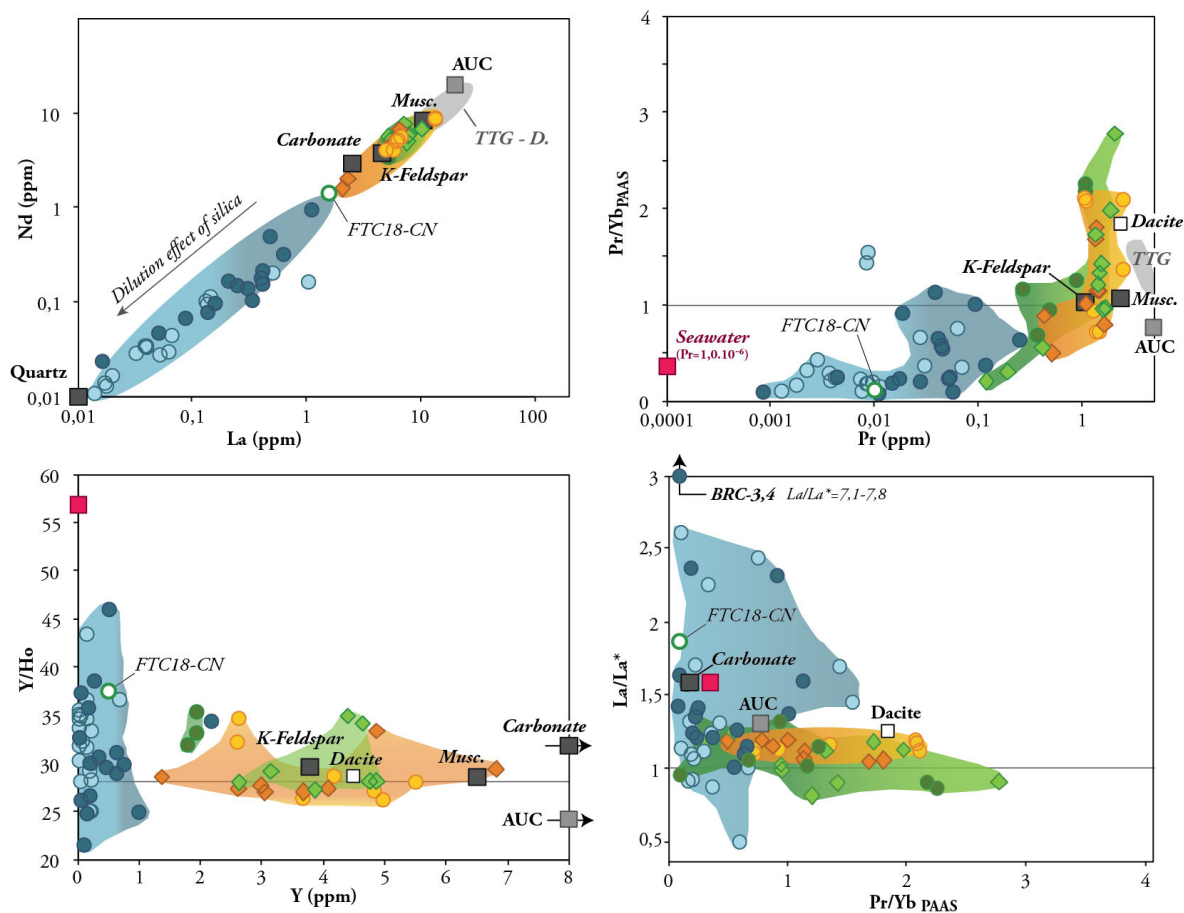 AUC
Musc.
Carbonate
TTG - D.
K-Feldspar
FTC18-CN
Dilution effect of silica
Quartz
Nd (ppm)
10
1
0,1
0,01
0,01
0,1
1
10
100
La (ppm)
4
3
2
1
0
Pr/Yb PAAS
Dacite
TTG
K-Feldspar
Musc.
FTC18-CN
AUC
Seawater
(Pr=1,0.10⁻⁶)
0,0001
0,001
0,01
0,1
1
Pr (ppm)
60
55
50
45
40
35
30
25
20
Y/Ho
FTC18-CN
Carbonate
K-Feldspar
Dacite
Musc.
AUC
0
1
2
3
4
5
6
7
8
Y (ppm)
3
2,5
2
1,5
1
0,5
La/La*
BRC-3,4 La/La*=7,1-7,8
FTC18-CN
Carbonate
AUC
Dacite
0
1
2
3
4
Pr/Yb PAAS